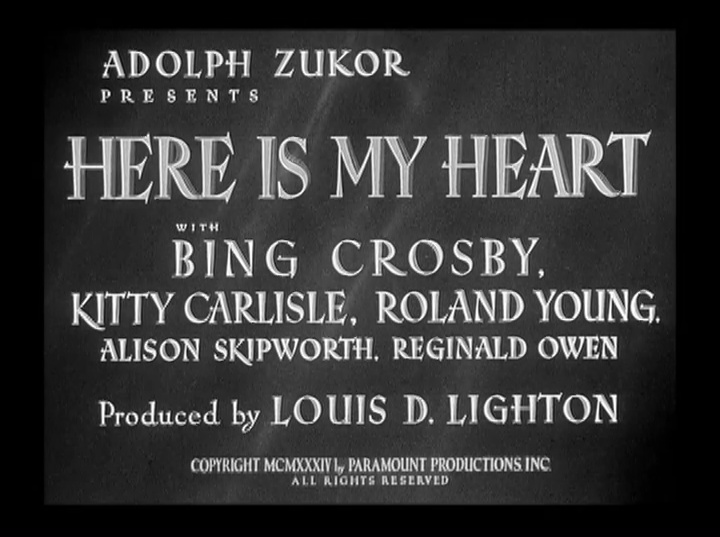 ADOLPH ZUKOR
PRESENTS
HERE IS MY HEART
WITH
BING CROSBY,
KITTY CARLISLE, ROLAND YOUNG,
ALISON SKIPWORTH, REGINALD OWEN
Produced by LOUIS D. LIGHTON
COPYRIGHT MCMXXXIV by PARAMOUNT PRODUCTIONS, INC.
ALL RIGHTS RESERVED